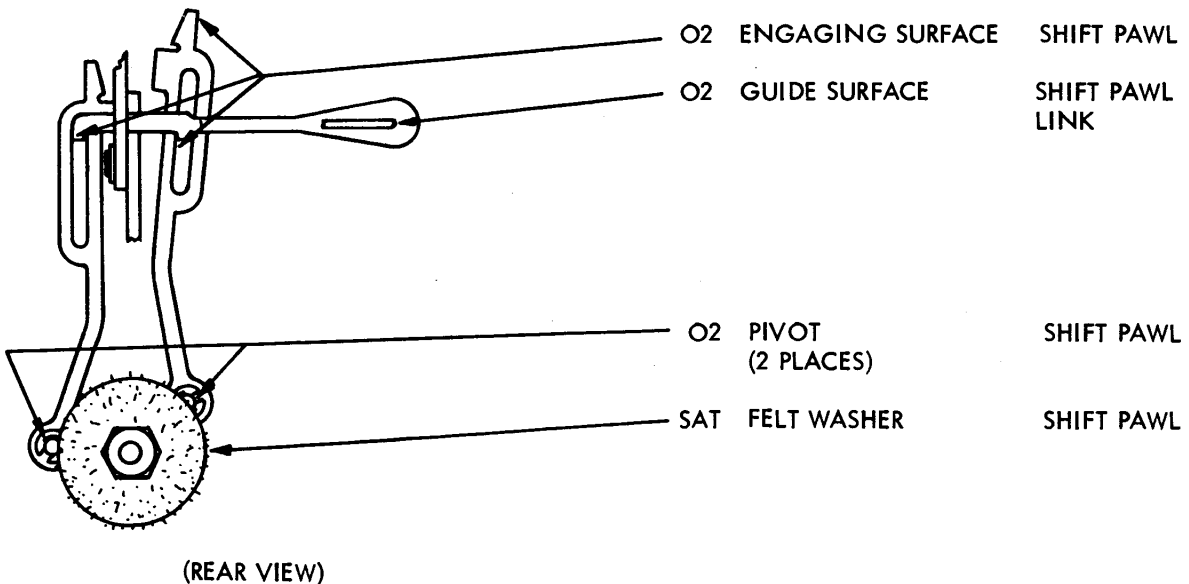 O2 ENGAGING SURFACE SHIFT PAWL
O2 GUIDE SURFACE SHIFT PAWL
LINK
O2 PIVOT SHIFT PAWL
(2 PLACES)
SAT FELT WASHER SHIFT PAWL
(REAR VIEW)